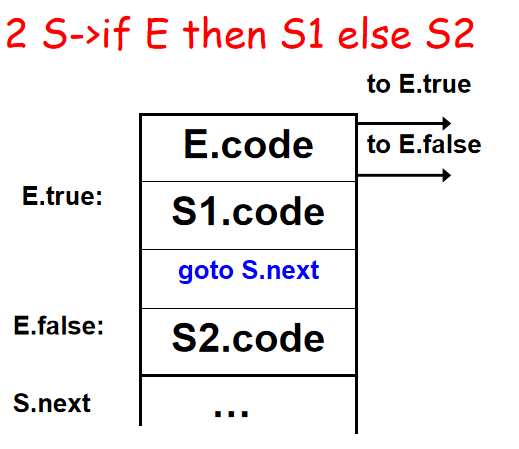 2 S->if E then S1 else S2
to E.true
E.code
to E.false
E.true:
S1.code
goto S.next
E.false:
S2.code
S.next
...